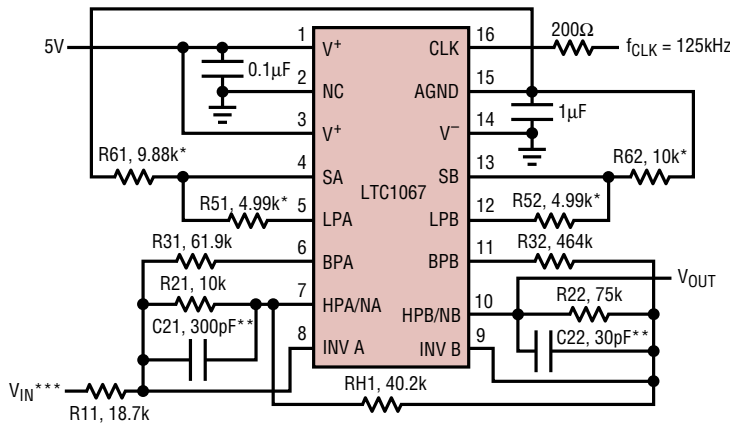 5V
1
V+
0.1µF
2
NC
3
V+
R61, 9.88k*
4
SA
R51, 4.99k*
5
LPA
R31, 61.9k
6
BPA
R21, 10k
7
HPA/NA
C21, 300pF**
8
INV A
VIN***
R11, 18.7k
LTC1067
200Ω
CLK
16
fCLK = 125kHz
AGND
15
1µF
V−
14
SB
13
R62, 10k*
LPB
12
R52, 4.99k*
BPB
11
R32, 464k
VOUT
HPB/NB
10
R22, 75k
INV B
9
C22, 30pF**
RH1, 40.2k